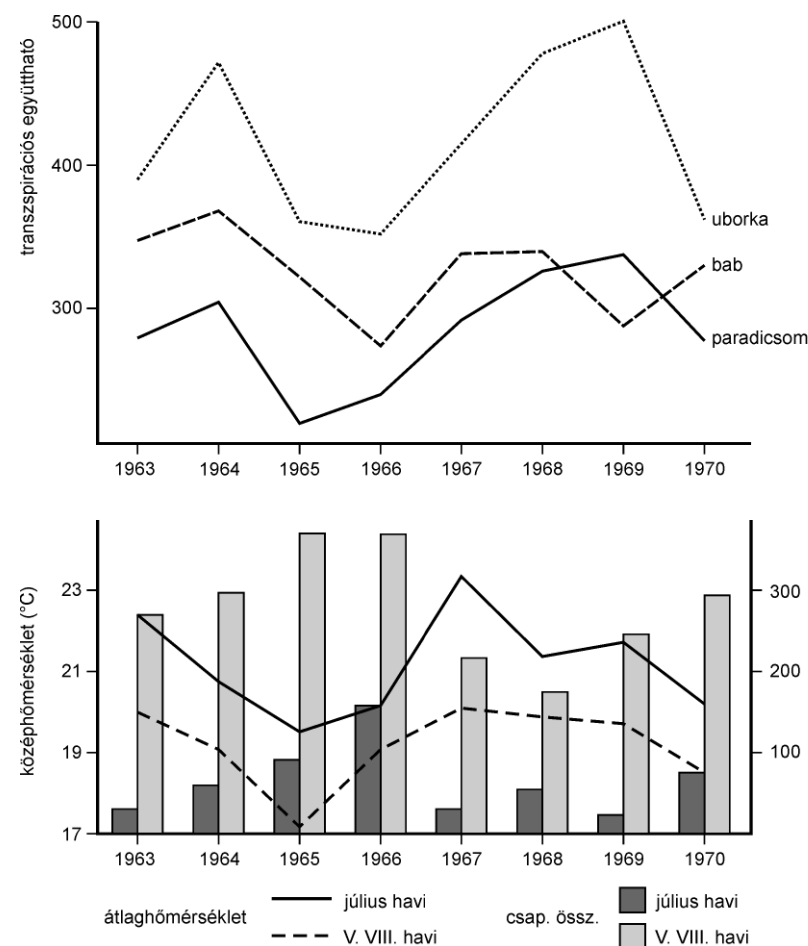 transzspirációs együttható
500
400
300
uborka
bab
paradicsom
1963 1964 1965 1966 1967 1968 1969 1970
középhőmérséklet (°C)
23
21
19
17
300
200
100
1963 1964 1965 1966 1967 1968 1969 1970
átlaghőmérséklet
július havi
V. VIII. havi
csap. össz.
július havi
V. VIII. havi